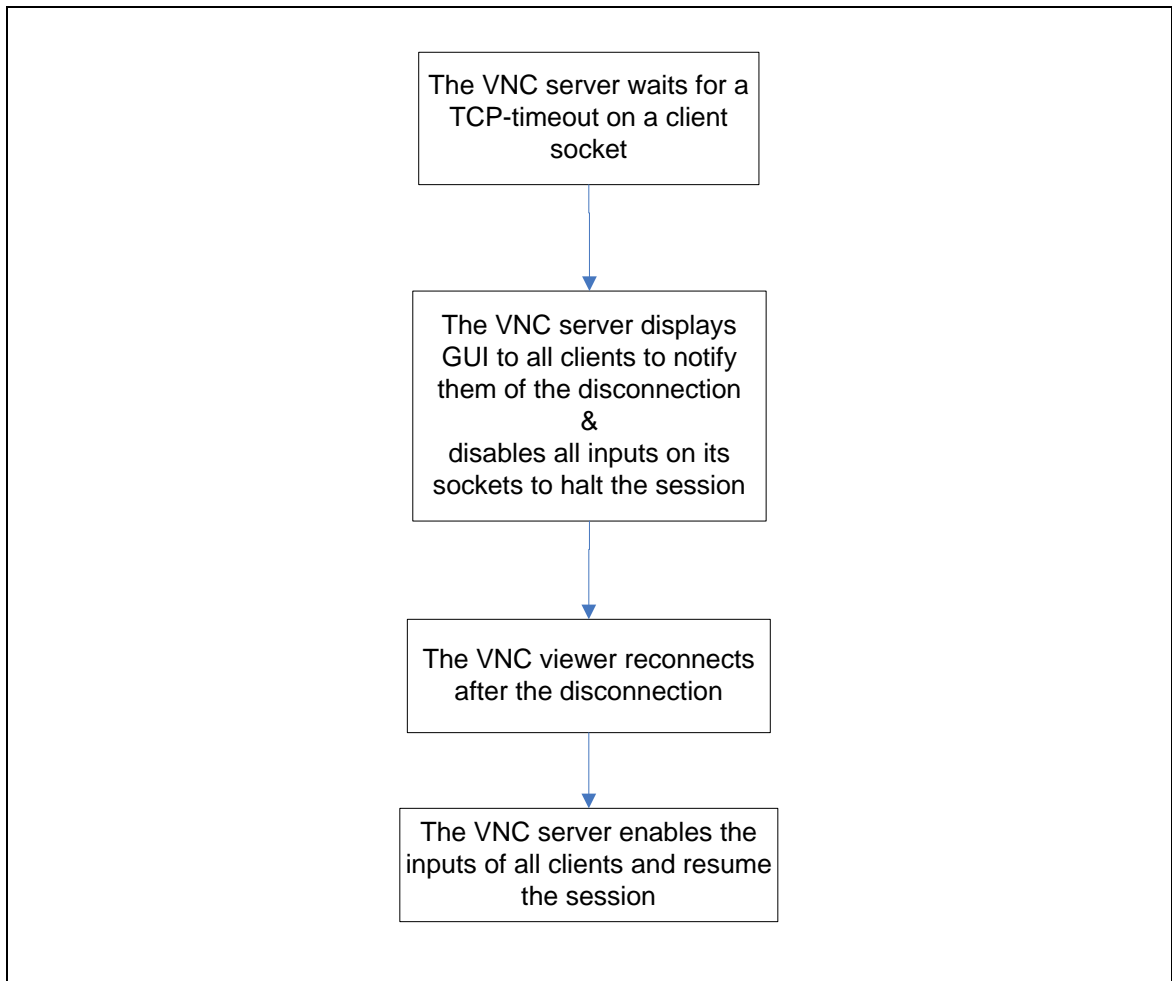 The VNC server waits for a
TCP-timeout on a client
socket
The VNC server displays
GUI to all clients to notify
them of the disconnection
&
disables all inputs on its
sockets to halt the session
The VNC viewer reconnects
after the disconnection
The VNC server enables the
inputs of all clients and resume
the session